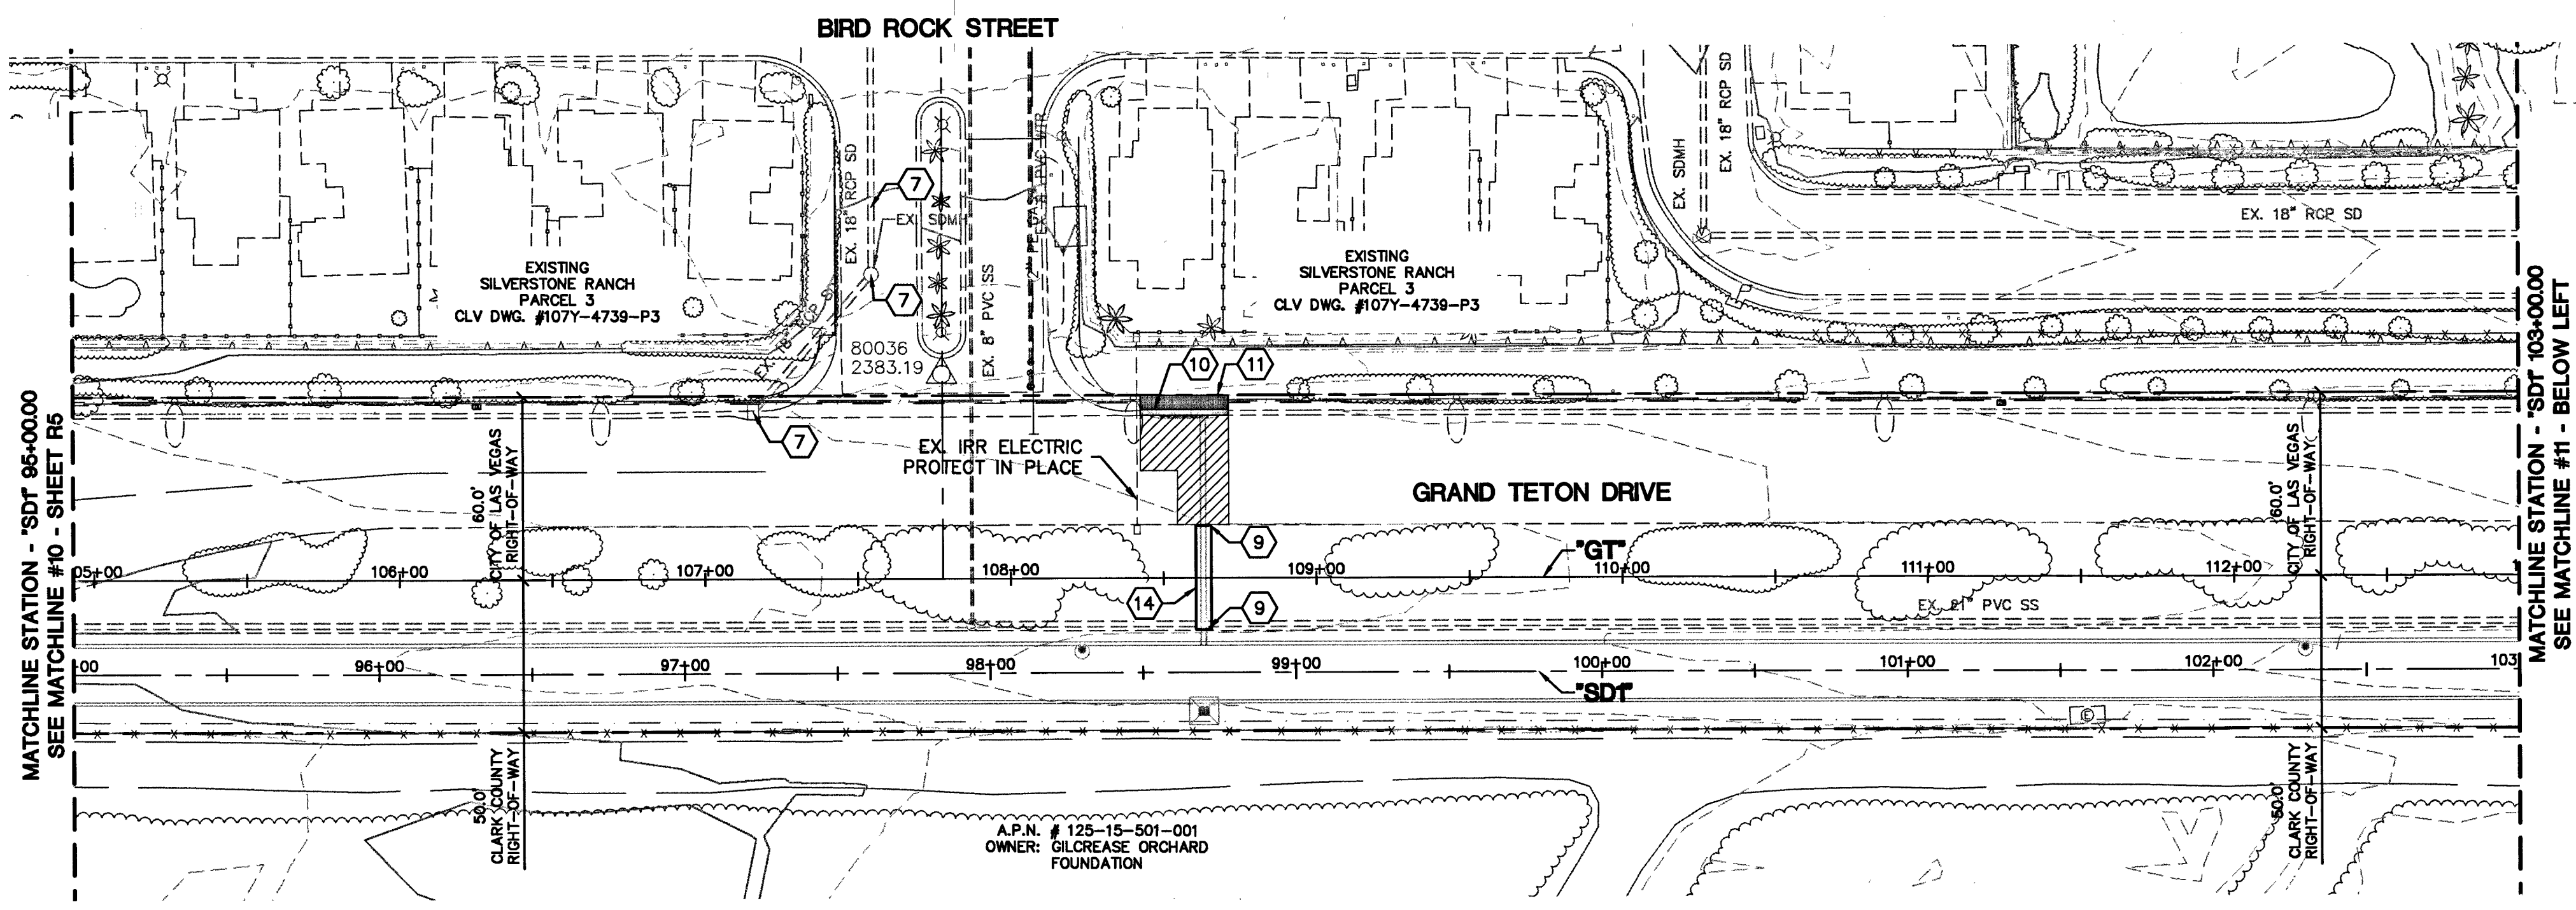 BIRD ROCK STREET
EX. 18" RCP SD
7
EX. SDMH
7
EX. 8" PVC SS
EX. SDMH
EX. 18" RCP SD
EX. 18" RCP SD
EXISTING
SILVERSTONE RANCH
PARCEL 3
CLV DWG. #107Y-4739-P3
EXISTING
SILVERSTONE RANCH
PARCEL 3
CLV DWG. #107Y-4739-P3
80036
2383.19
10
11
7
EX. IRR ELECTRIC
PROTECT IN PLACE
GRAND TETON DRIVE
60.0'
CITY OF LAS VEGAS
RIGHT-OF-WAY
60.0'
CITY OF LAS VEGAS
RIGHT-OF-WAY
9
"GT"
05+00
106+00
107+00
108+00
109+00
110+00
111+00
112+00
14
9
EX. 21" PVC SS
+00
96+00
97+00
98+00
99+00
100+00
101+00
102+00
103
"SD1"
E
50.0'
CLARK COUNTY
RIGHT-OF-WAY
50.0'
CLARK COUNTY
RIGHT-OF-WAY
A.P.N. # 125-15-501-001
OWNER: GILCREASE ORCHARD
FOUNDATION
MATCHLINE STATION - "SD1" 95+00.00
SEE MATCHLINE #10 - SHEET R5
MATCHLINE STATION - "SD1" 103+00.00
SEE MATCHLINE #11 - BELOW LEFT